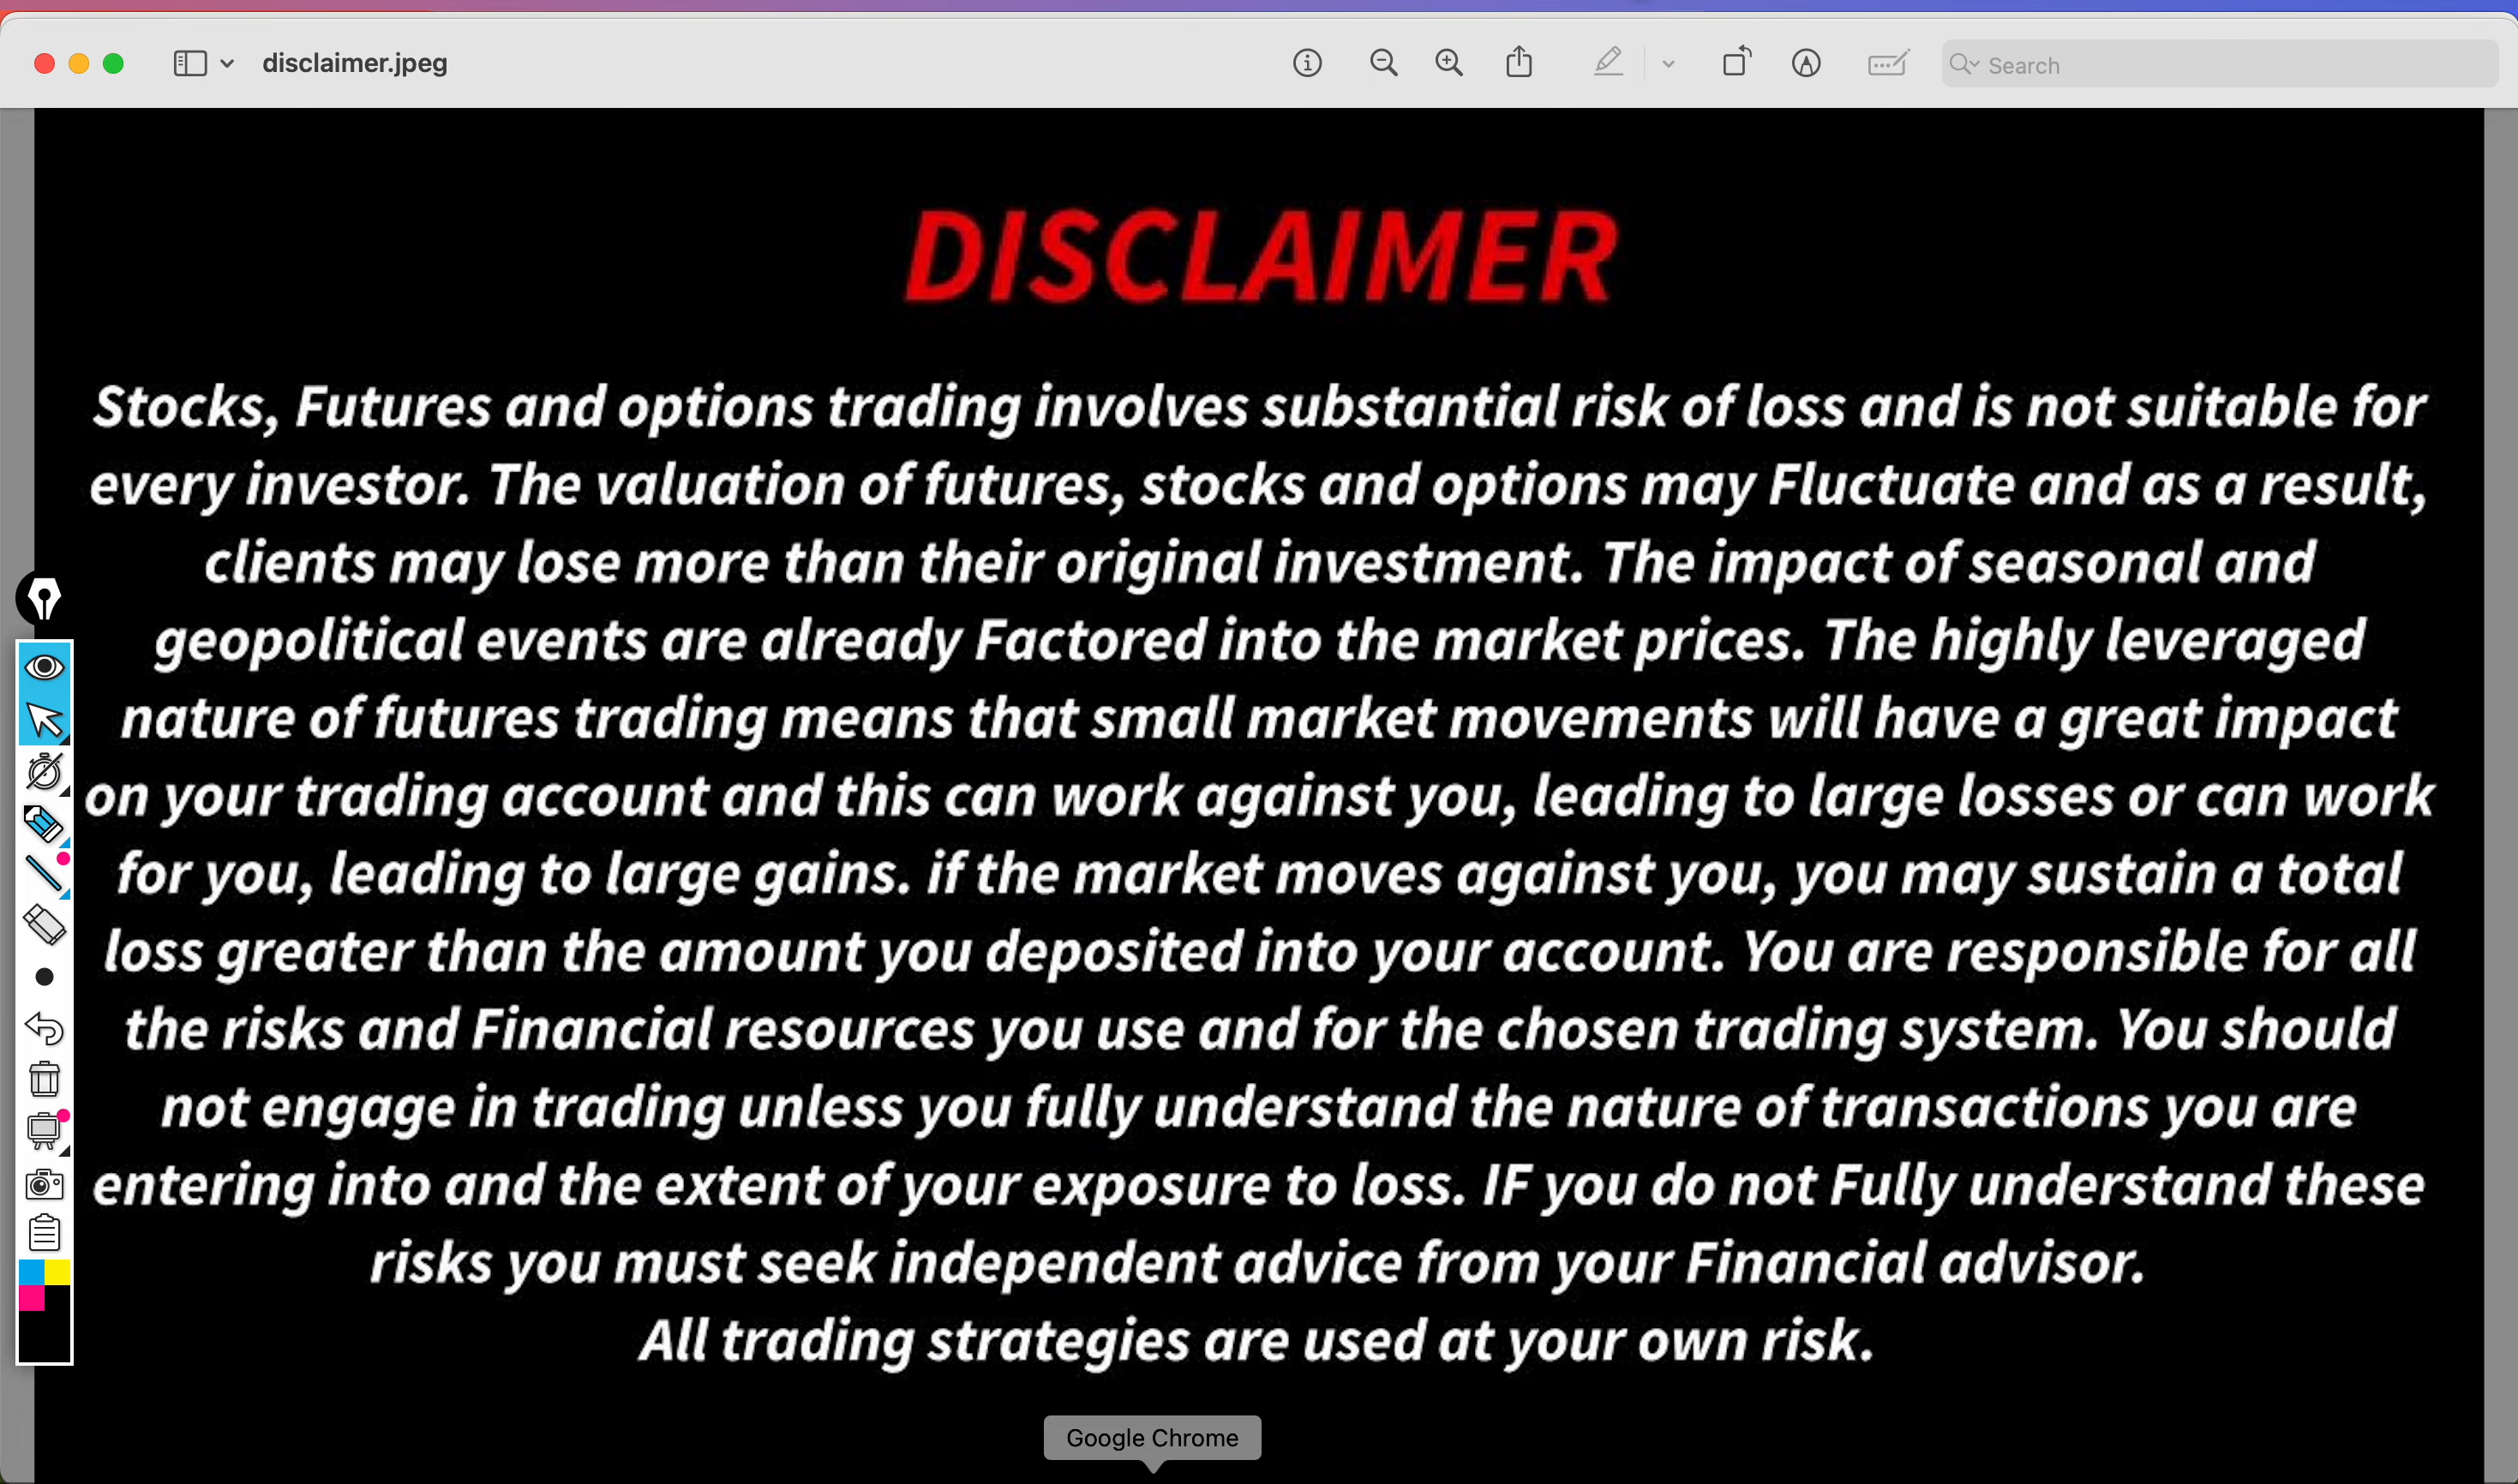 disclaimer.jpeg
Search
DISCLAIMER
Stocks, Futures and options trading involves substantial risk of loss and is not suitable for
every investor. The valuation of futures, stocks and options may Fluctuate and as a result,
clients may lose more than their original investment. The impact of seasonal and
geopolitical events are already Factored into the market prices. The highly leveraged
nature of futures trading means that small market movements will have a great impact
on your trading account and this can work against you, leading to large losses or can work
for you, leading to large gains. if the market moves against you, you may sustain a total
loss greater than the amount you deposited into your account. You are responsible for all
the risks and Financial resources you use and for the chosen trading system. You should
not engage in trading unless you fully understand the nature of transactions you are
entering into and the extent of your exposure to loss. IF you do not Fully understand these
risks you must seek independent advice from your Financial advisor.
All trading strategies are used at your own risk.
Google Chrome